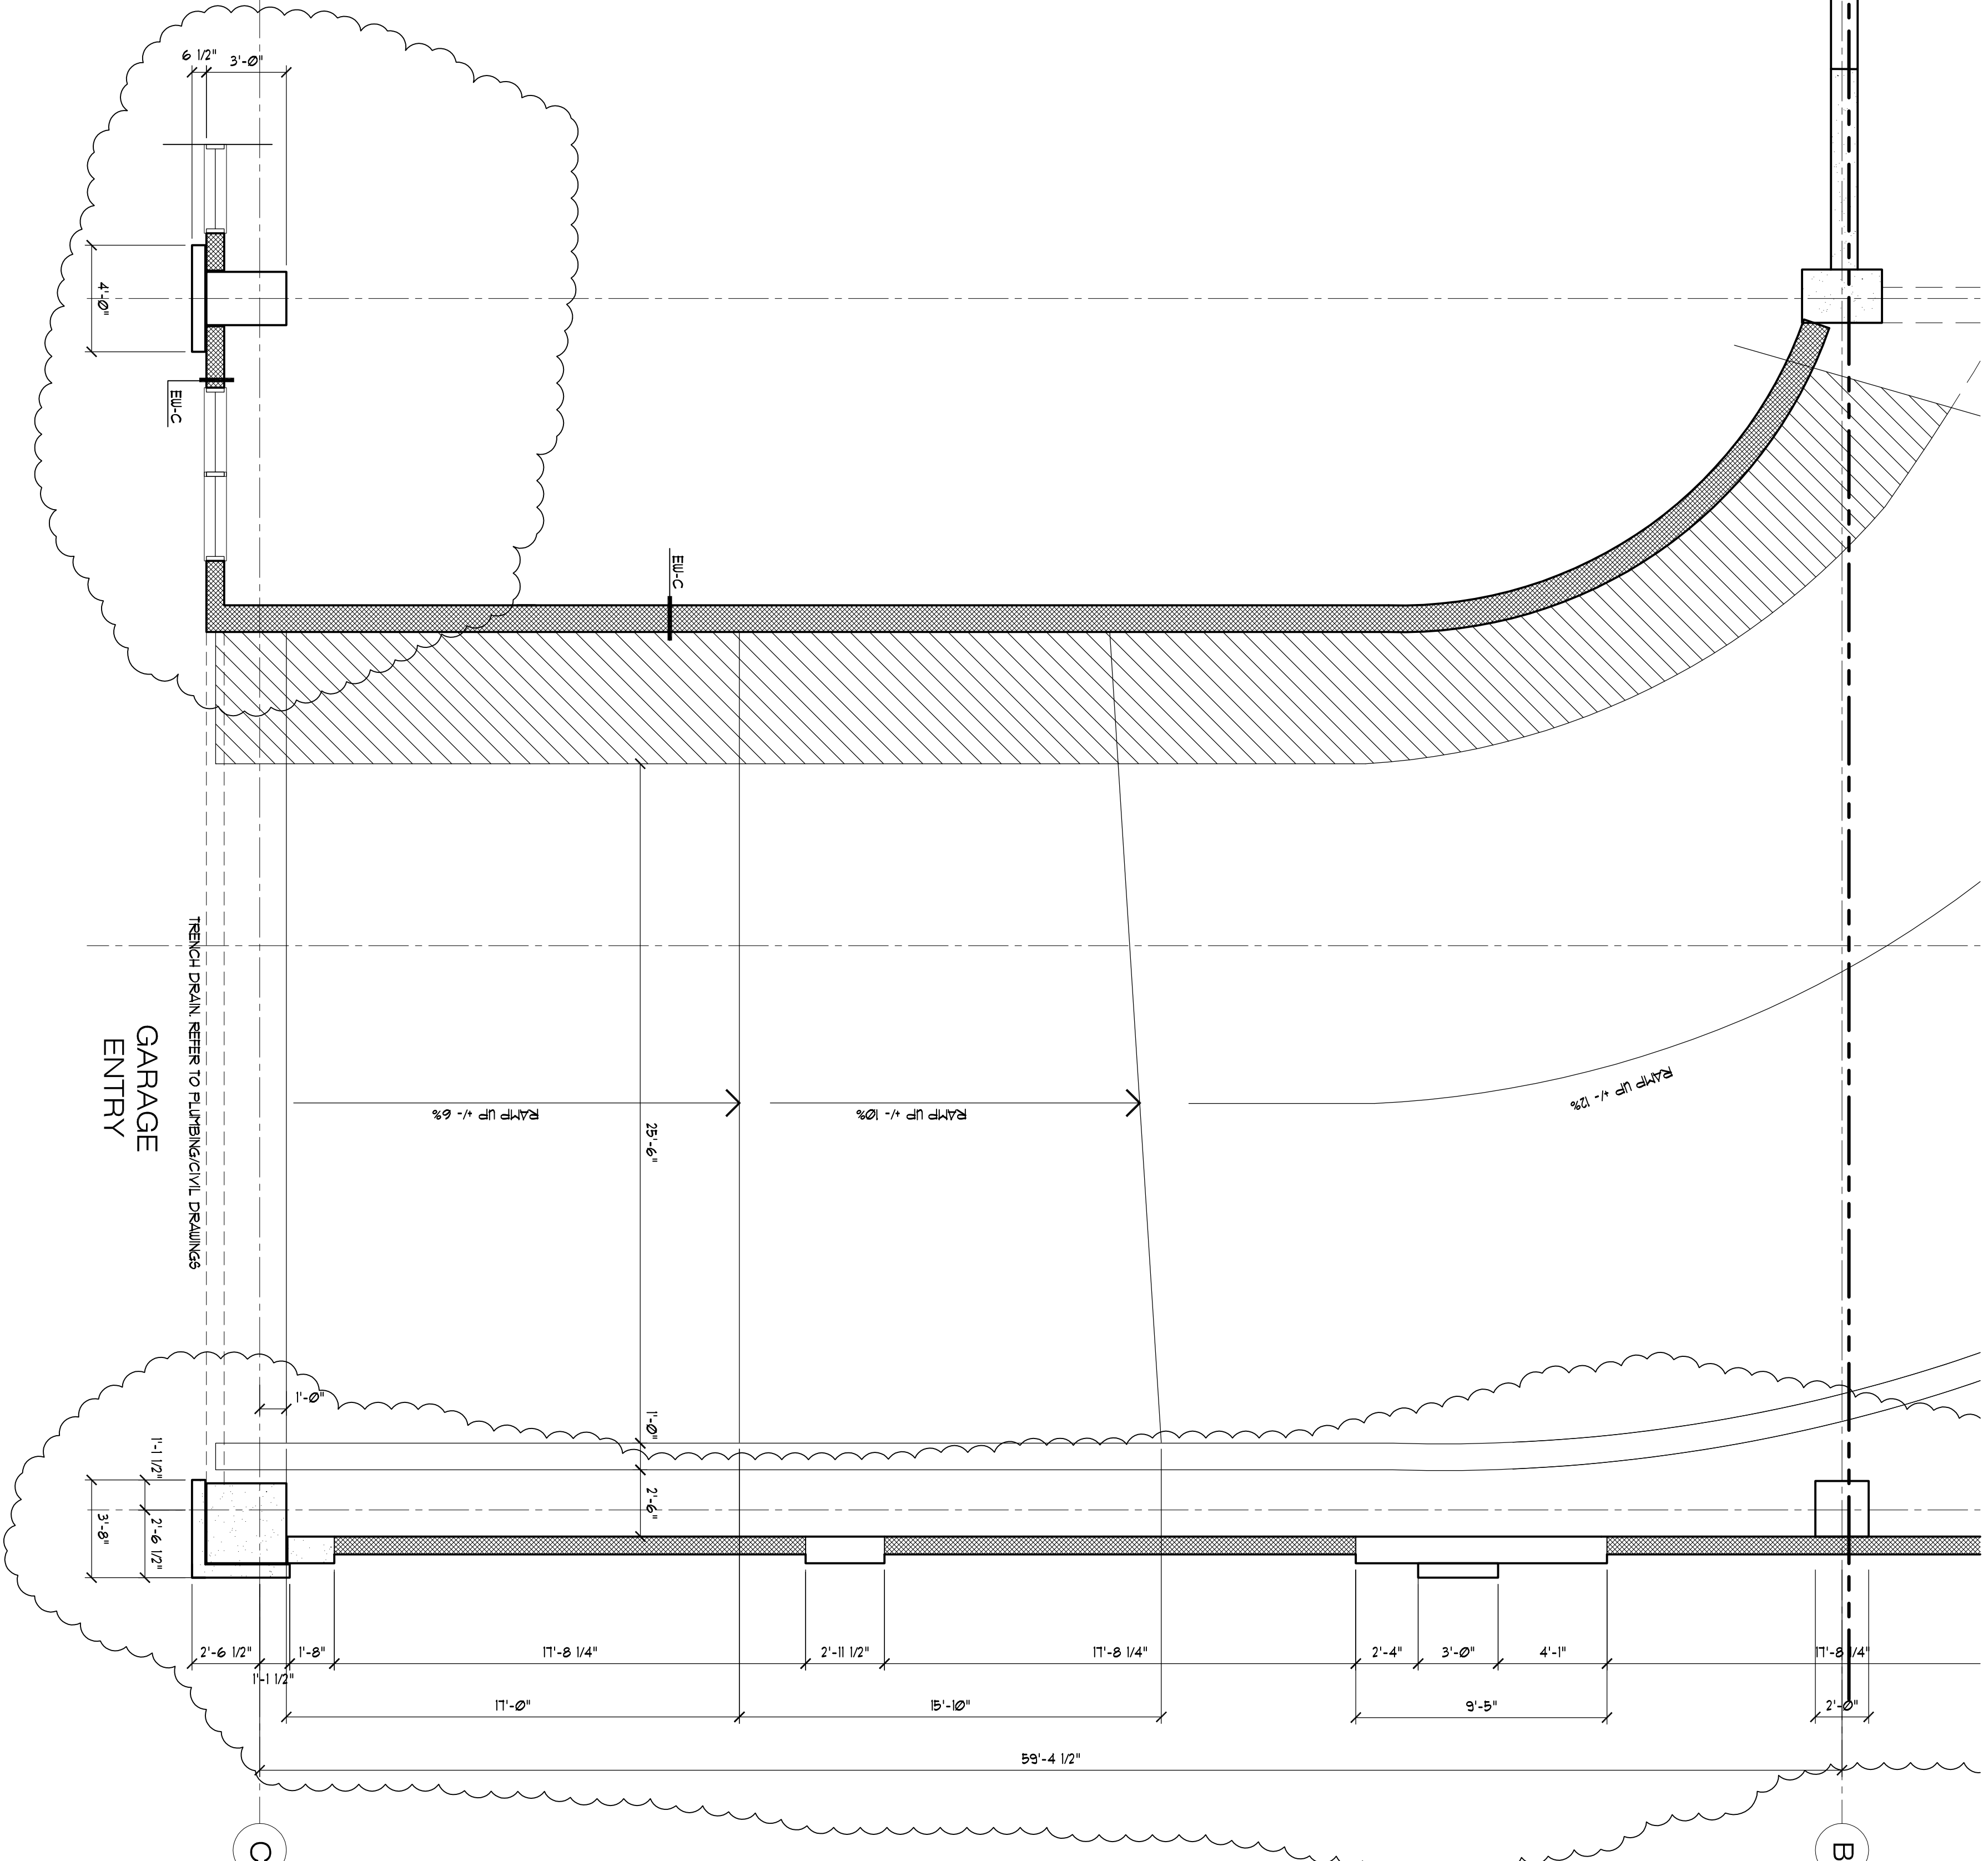 6 1/2"
3'-0"
4'-0"
EW-C
EW-C
TRENCH DRAIN. REFER TO PLUMBING/CIVIL DRAWINGS
GARAGE
ENTRY
RAMP UP +/- 6%
RAMP UP +/- 10%
RAMP UP +/- 12%
25'-6"
1'-0"
1'-0"
2'-6"
1'-1 1/2"
2'-6 1/2"
3'-8"
2'-6 1/2"
1'-1 1/2"
1'-8"
17'-8 1/4"
2'-11 1/2"
17'-8 1/4"
2'-4"
3'-0"
4'-1"
17'-8 1/4"
17'-0"
15'-10"
9'-5"
2'-0"
59'-4 1/2"
C
B